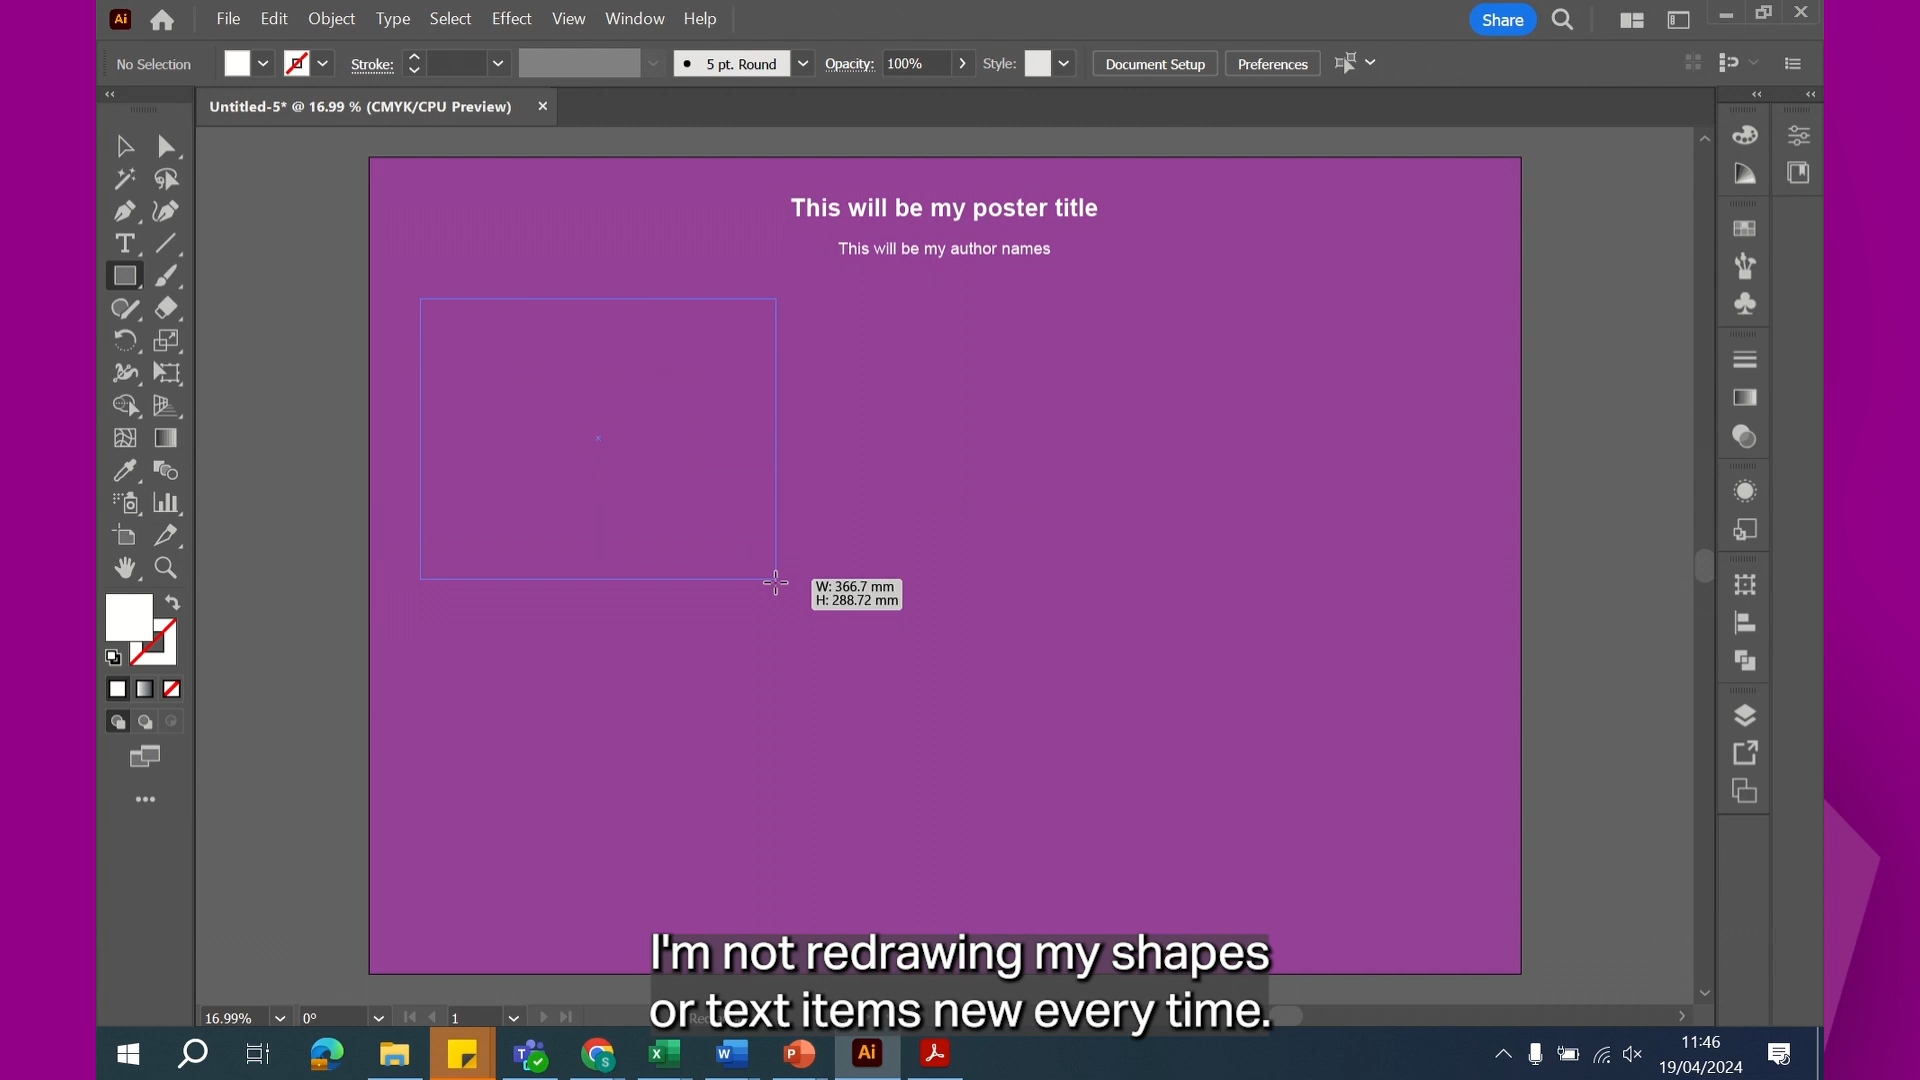 Ai File Edit Object Type Select Effect View Window Help Share
No Selection Stroke: 5 pt. Round Opacity: 100% Style: Document Setup Preferences
Untitled-5* @ 16.99 % (CMYK/CPU Preview)
This will be my poster title
This will be my author names
W: 366.7 mm
H: 288.72 mm
I'm not redrawing my shapes
or text items new every time.
16.99% 0° 1
11:46
19/04/2024